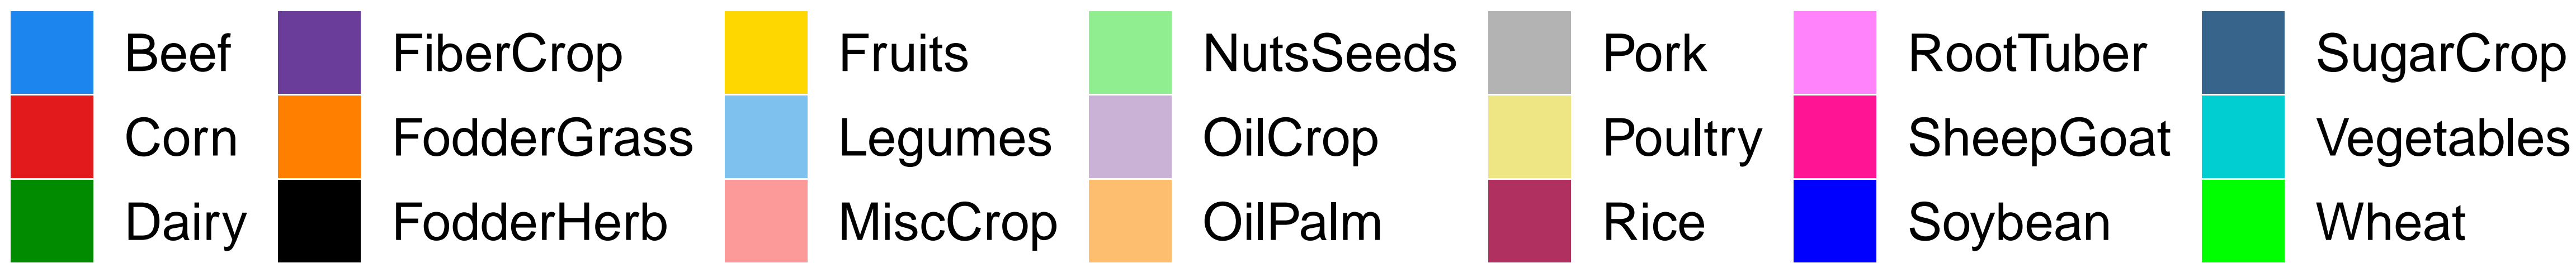 Beef FiberCrop Fruits NutsSeeds Pork RootTuber SugarCrop
Corn FodderGrass Legumes OilCrop Poultry SheepGoat Vegetables
Dairy FodderHerb MiscCrop OilPalm Rice Soybean Wheat